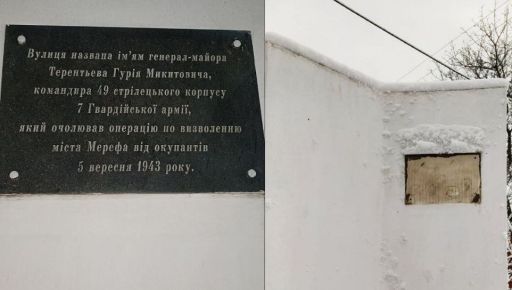 Вулиця названа ім'ям генерал-майора
Терентьева Гурія Микитовича,
командира 49 стрілецького корпусу
7 Гвардійської армії,
який очолював операцію по визволенню
міста Мерефа від окупантів
5 вересня 1943 року.